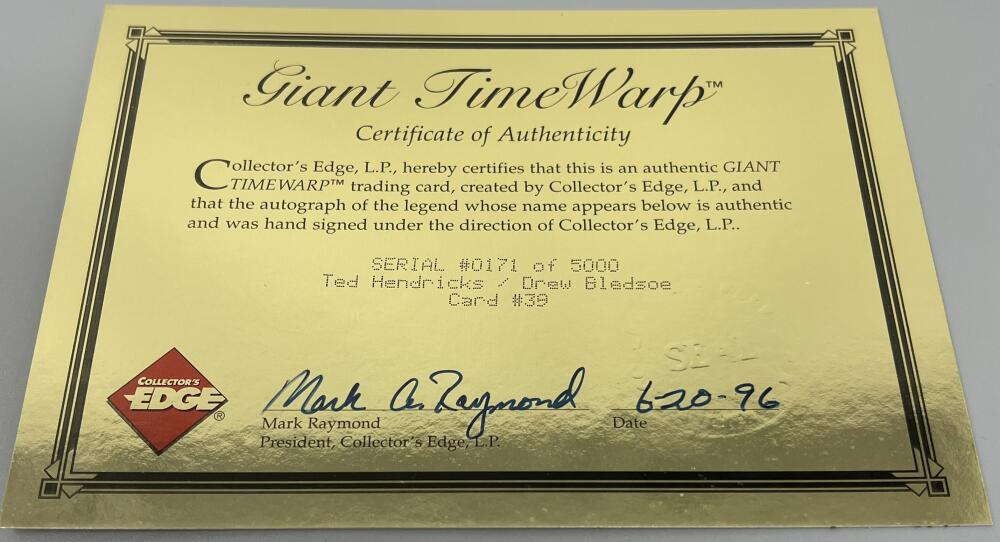 Giant TimeWarp™
Certificate of Authenticity
Collector's Edge, L.P., hereby certifies that this is an authentic GIANT
TIMEWARP™ trading card, created by Collector's Edge, L.P., and
that the autograph of the legend whose name appears below is authentic
and was hand signed under the direction of Collector's Edge, L.P..
SERIAL #0171 of 5000
Ted Hendricks / Drew Bledsoe
Card #39
SEAL
COLLECTOR'S
EDGE®
Mark A. Raymond
6-20-96
Mark Raymond
Date
President, Collector's Edge, L.P.